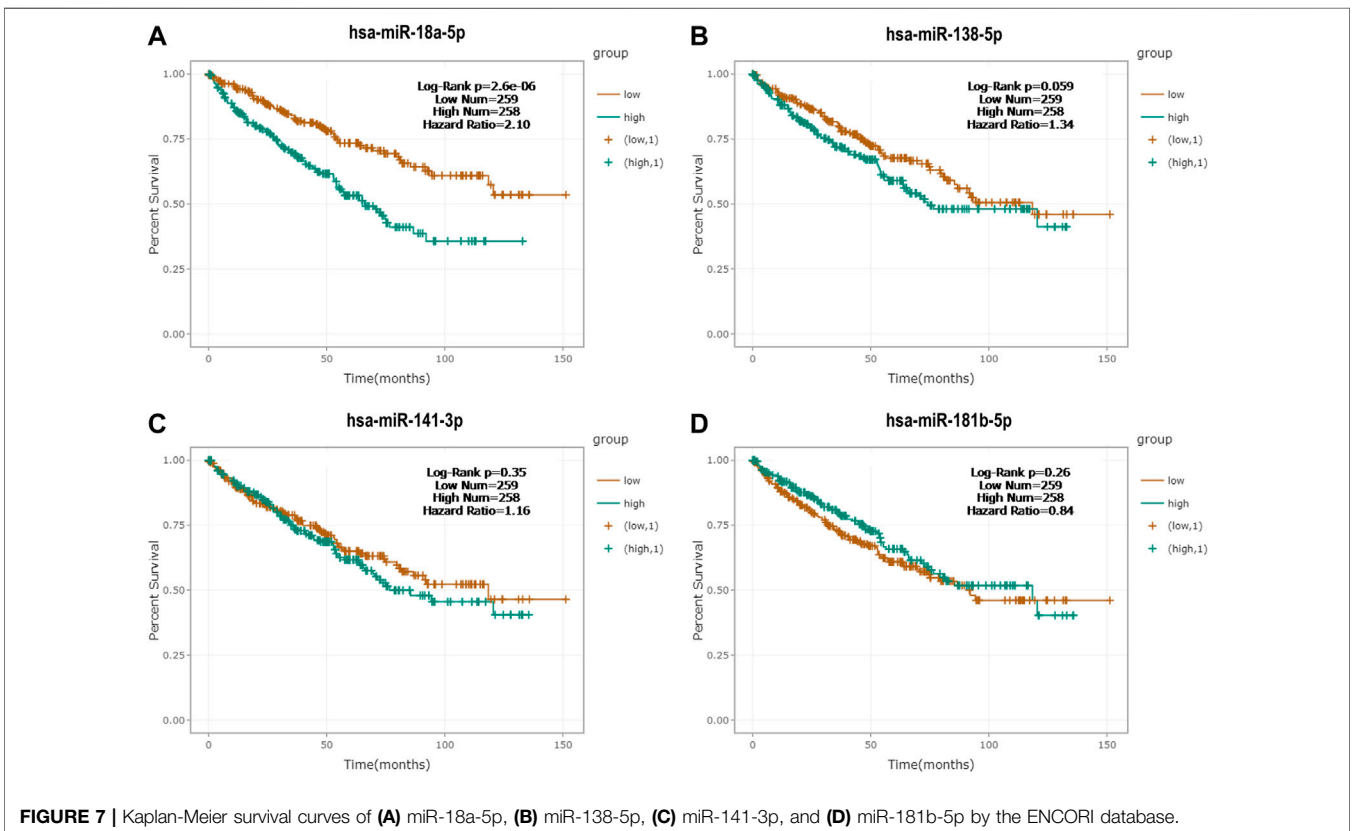 A
hsa-miR-18a-5p
group
Log-Rank p=2.6e-06
Low Num=259
High Num=258
Hazard Ratio=2.10
low
high
(low,1)
(high,1)
1.00
0.75
0.50
0.25
0.00
Percent Survival
0 50 100 150
Time(months)
B
hsa-miR-138-5p
group
Log-Rank p=0.059
Low Num=259
High Num=258
Hazard Ratio=1.34
low
high
(low,1)
(high,1)
1.00
0.75
0.50
0.25
0.00
Percent Survival
0 50 100 150
Time(months)
C
hsa-miR-141-3p
group
Log-Rank p=0.35
Low Num=259
High Num=258
Hazard Ratio=1.16
low
high
(low,1)
(high,1)
1.00
0.75
0.50
0.25
0.00
Percent Survival
0 50 100 150
Time(months)
D
hsa-miR-181b-5p
group
Log-Rank p=0.26
Low Num=259
High Num=258
Hazard Ratio=0.84
low
high
(low,1)
(high,1)
1.00
0.75
0.50
0.25
0.00
Percent Survival
0 50 100 150
Time(months)
FIGURE 7 | Kaplan-Meier survival curves of (A) miR-18a-5p, (B) miR-138-5p, (C) miR-141-3p, and (D) miR-181b-5p by the ENCORI database.